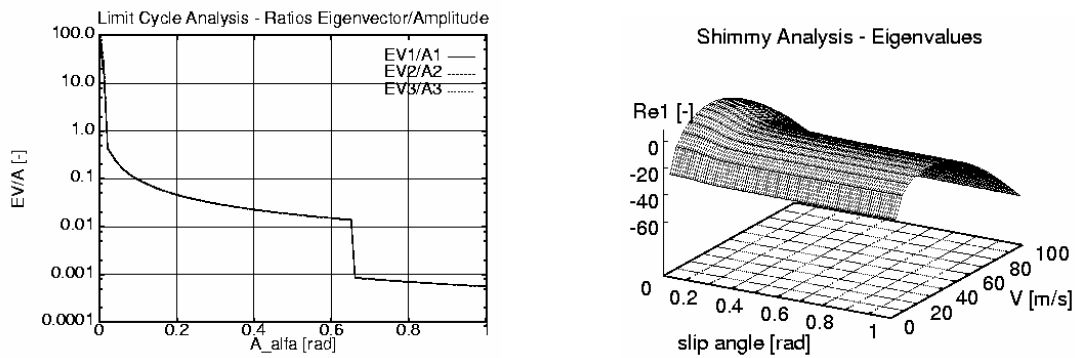 Limit Cycle Analysis - Ratios Eigenvector/Amplitude
100.0
10.0
1.0
0.1
0.01
0.001
0.0001
EV/A [-]
EV1/A1
EV2/A2
EV3/A3
0 0.2 0.4 0.6 0.8 1
A_alfa [rad]
Shimmy Analysis - Eigenvalues
Re1 [-]
0
-20
-40
-60
0 0.2 0.4 0.6 0.8 1
slip angle [rad]
0 20 40 60 80 100
V [m/s]